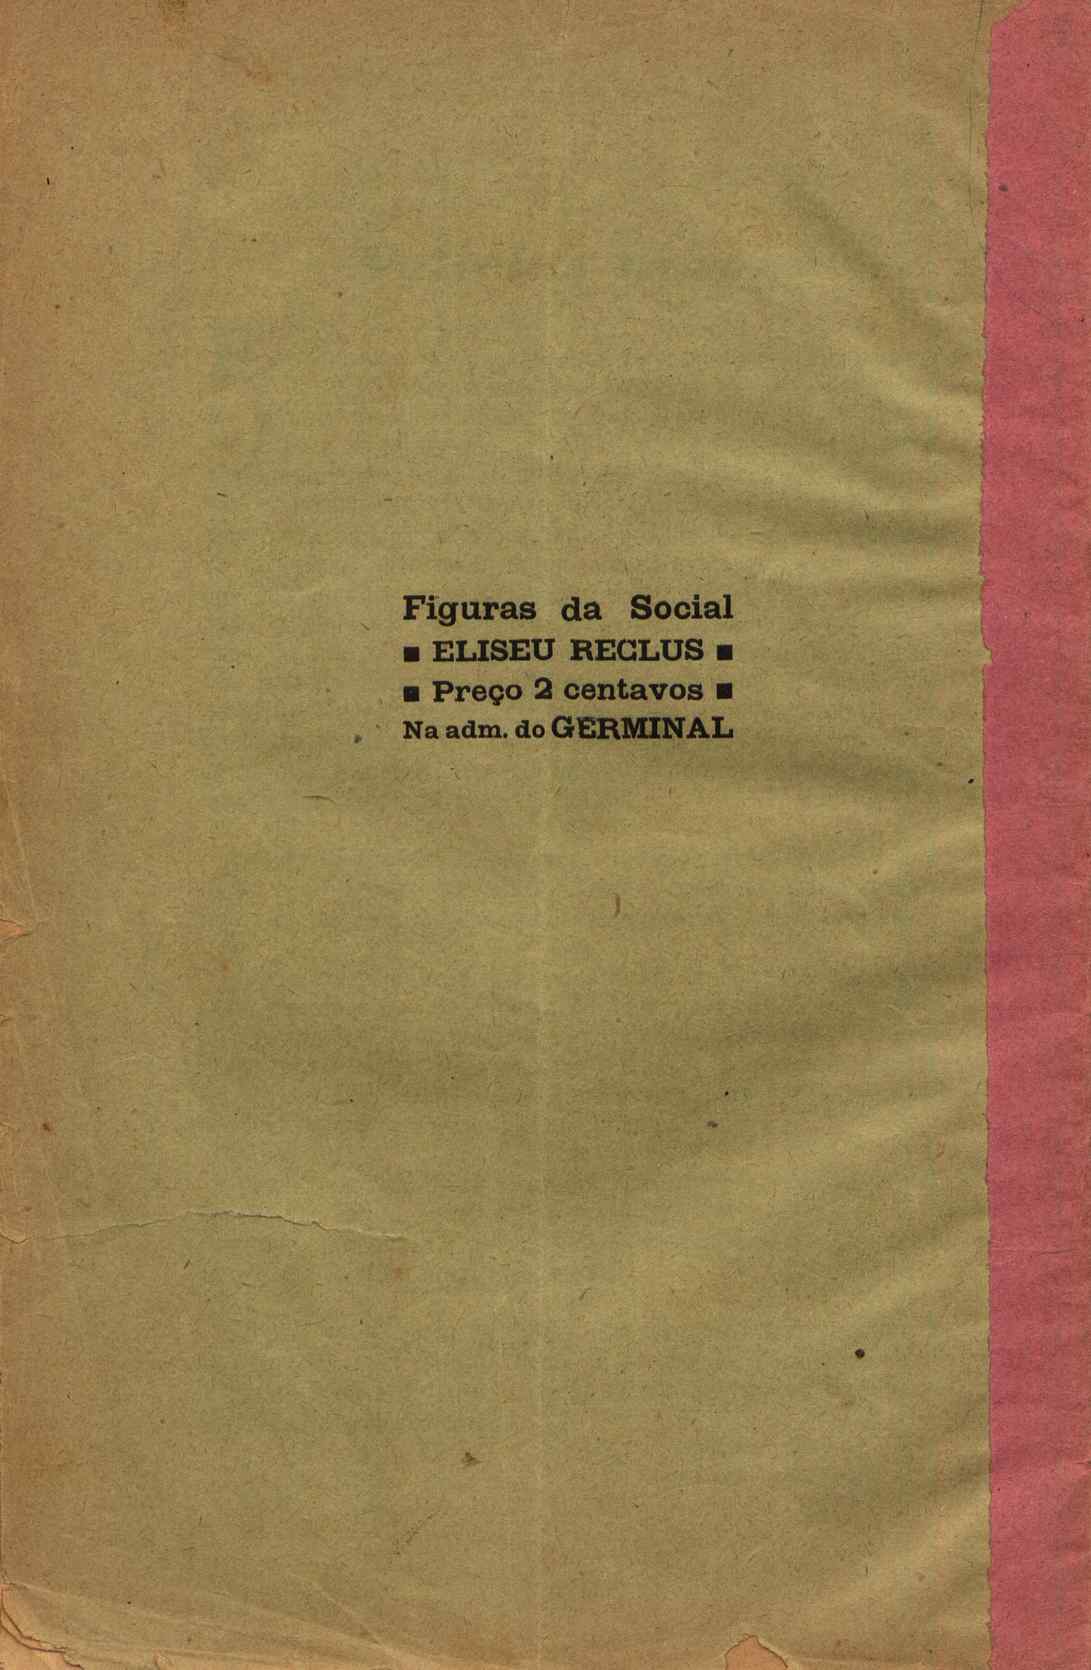 Figuras da Social
▪ ELISEU RECLUS ▪
▪ Preço 2 centavos ▪
Na adm. do GERMINAL